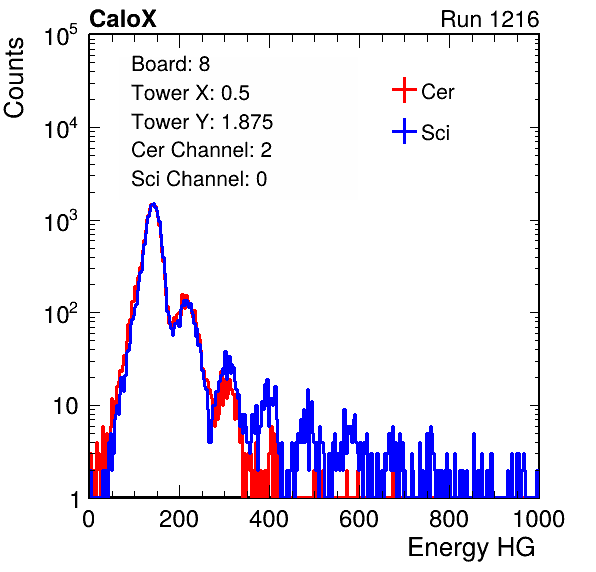 CaloX Run 1216
Counts
Board: 8
Tower X: 0.5
Tower Y: 1.875
Cer Channel: 2
Sci Channel: 0
Cer
Sci
10^5
10^4
10^3
10^2
10
1
0 200 400 600 800 1000
Energy HG